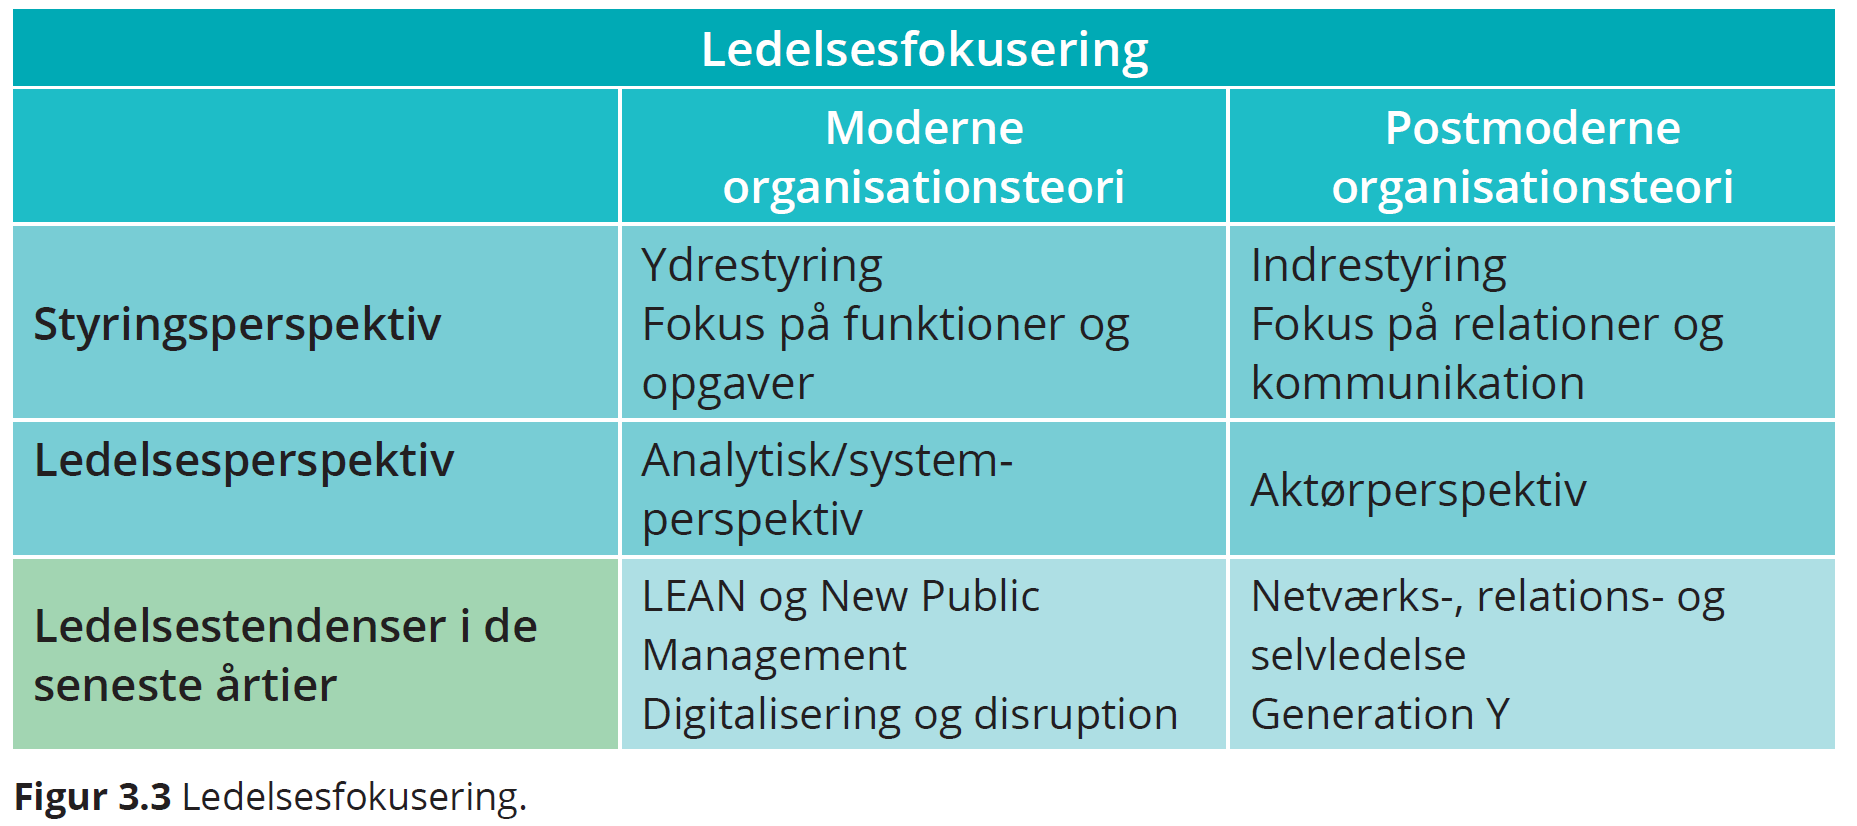 Ledelsesfokusering
Moderne
organisationsteori
Postmoderne
organisationsteori
Styringsperspektiv
Ydrestyring
Fokus på funktioner og
opgaver
Indrestyring
Fokus på relationer og
kommunikation
Ledelsesperspektiv
Analytisk/system-
perspektiv
Aktørperspektiv
Ledelsestendenser i de
seneste årtier
LEAN og New Public
Management
Digitalisering og disruption
Netværks-, relations- og
selvledelse
Generation Y
Figur 3.3 Ledelsesfokusering.